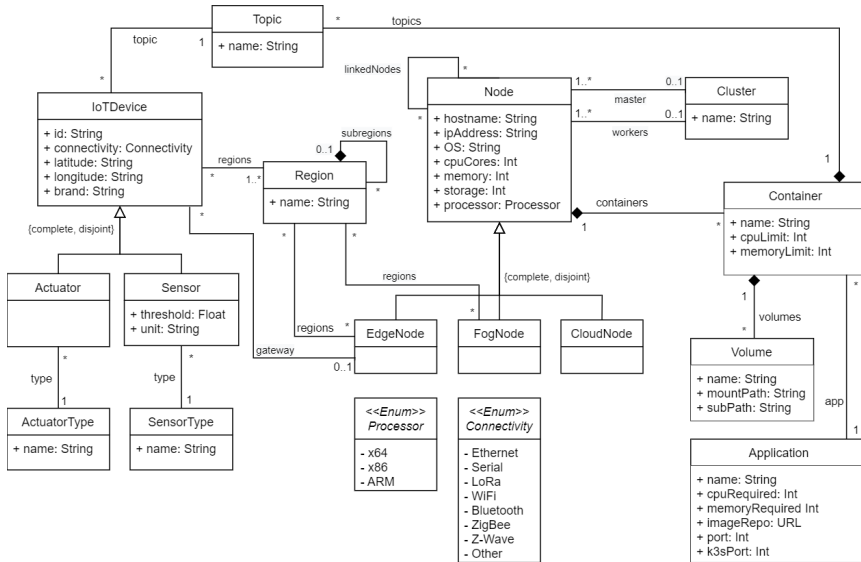 Topic
+ name: String
topic
1
*
*
topics
linkedNodes
*
*
Node
+ hostname: String
+ ipAddress: String
+ OS: String
+ cpuCores: Int
+ memory: Int
+ storage: Int
+ processor: Processor
1..*
0..1
master
1..*
0..1
workers
Cluster
+ name: String
IoTDevice
+ id: String
+ connectivity: Connectivity
+ latitude: String
+ longitude: String
+ brand: String
regions
*
1..*
subregions
0..1
*
Region
+ name: String
containers
1
*
1
Container
+ name: String
+ cpuLimit: Int
+ memoryLimit: Int
{complete, disjoint}
*
*
*
Actuator
Sensor
+ threshold: Float
+ unit: String
regions
*
{complete, disjoint}
regions
*
gateway
0..1
EdgeNode
FogNode
CloudNode
1
volumes
*
*
app
1
Volume
+ name: String
+ mountPath: String
+ subPath: String
*
type
1
*
type
1
ActuatorType
+ name: String
SensorType
+ name: String
<<Enum>>
Processor
- x64
- x86
- ARM
<<Enum>>
Connectivity
- Ethernet
- Serial
- LoRa
- WiFi
- Bluetooth
- ZigBee
- Z-Wave
- Other
Application
+ name: String
+ cpuRequired: Int
+ memoryRequired Int
+ imageRepo: URL
+ port: Int
+ k3sPort: Int